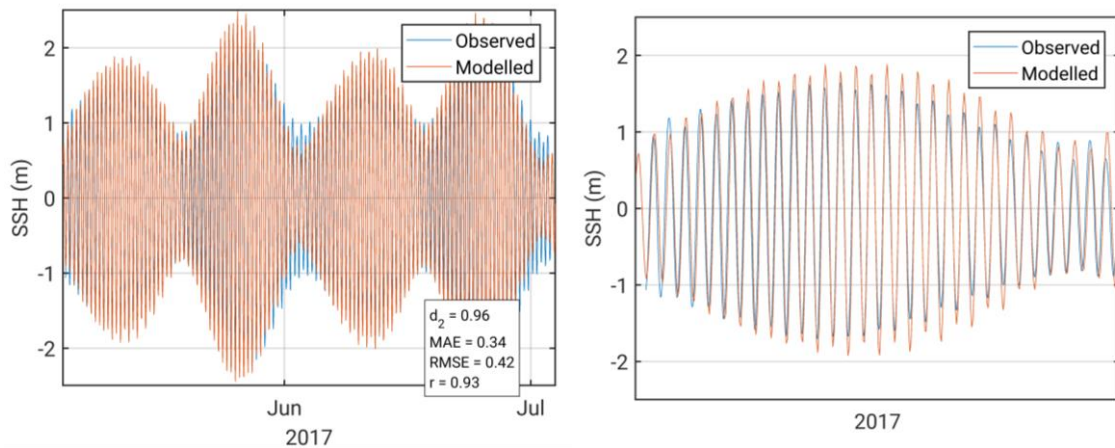 2
1
0
-1
-2
SSH (m)
Observed
Modelled
d2 = 0.96
MAE = 0.34
RMSE = 0.42
r = 0.93
Jun
Jul
2017
2
1
0
-1
-2
SSH (m)
Observed
Modelled
2017